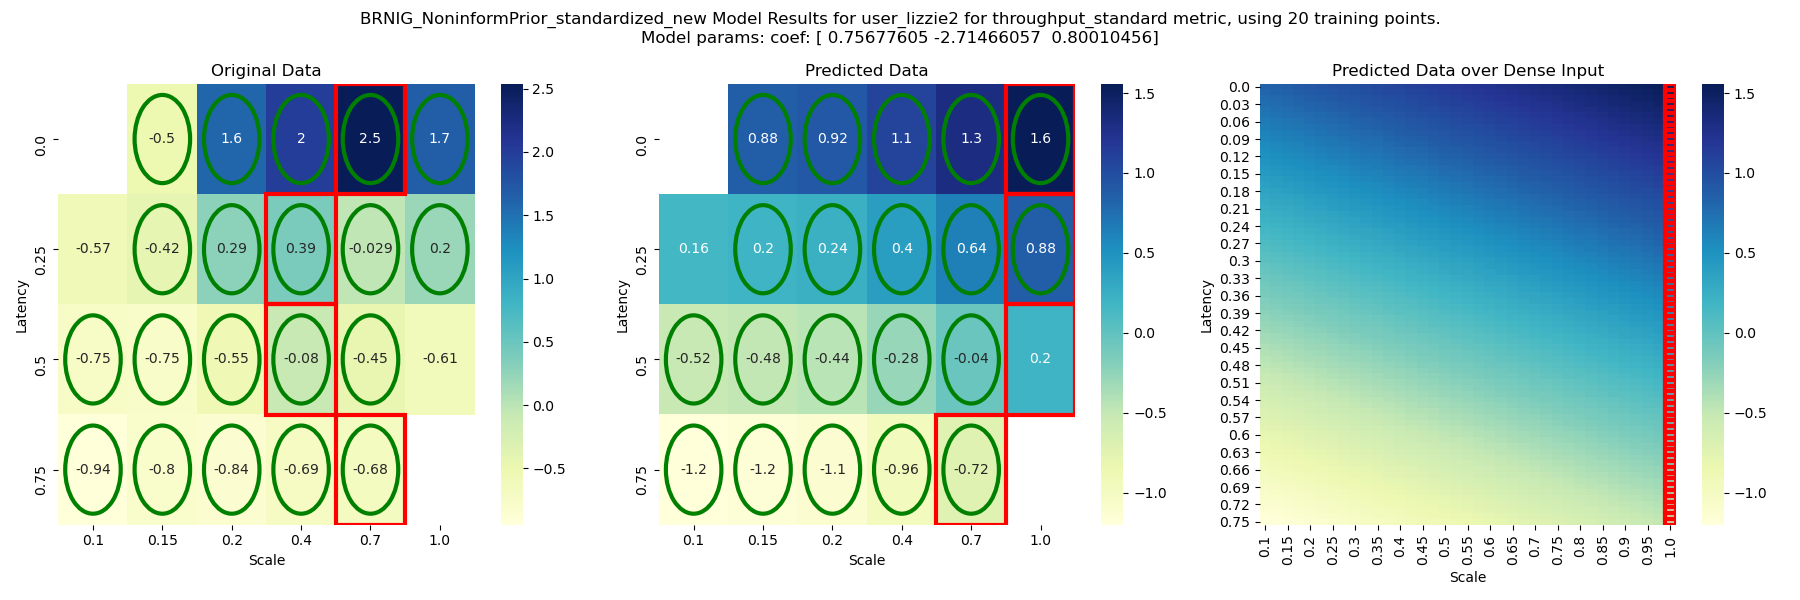 BRNIG_NoninformPrior_standardized_new Model Results for user_lizzie2 for throughput_standard metric, using 20 training points.
Model params: coef: [ 0.75677605 -2.71466057  0.80010456]
Original Data
-0.5 1.6 2 2.5 1.7
-0.57 -0.42 0.29 0.39 -0.029 0.2
-0.75 -0.75 -0.55 -0.08 -0.45 -0.61
-0.94 -0.8 -0.84 -0.69 -0.68
0.0
0.25
0.5
0.75
Latency
0.1 0.15 0.2 0.4 0.7 1.0
Scale
2.5
2.0
1.5
1.0
0.5
0.0
−0.5
Predicted Data
0.88 0.92 1.1 1.3 1.6
0.16 0.2 0.24 0.4 0.64 0.88
-0.52 -0.48 -0.44 -0.28 -0.04 0.2
-1.2 -1.2 -1.1 -0.96 -0.72
0.0
0.25
0.5
0.75
Latency
0.1 0.15 0.2 0.4 0.7 1.0
Scale
1.5
1.0
0.5
0.0
−0.5
−1.0
Predicted Data over Dense Input
0.0
0.03
0.06
0.09
0.12
0.15
0.18
0.21
0.24
0.27
0.3
0.33
0.36
0.39
0.42
0.45
0.48
0.51
0.54
0.57
0.6
0.63
0.66
0.69
0.72
0.75
Latency
0.1 0.15 0.2 0.25 0.3 0.35 0.4 0.45 0.5 0.55 0.6 0.65 0.7 0.75 0.8 0.85 0.9 0.95 1.0
Scale
1.5
1.0
0.5
0.0
−0.5
−1.0